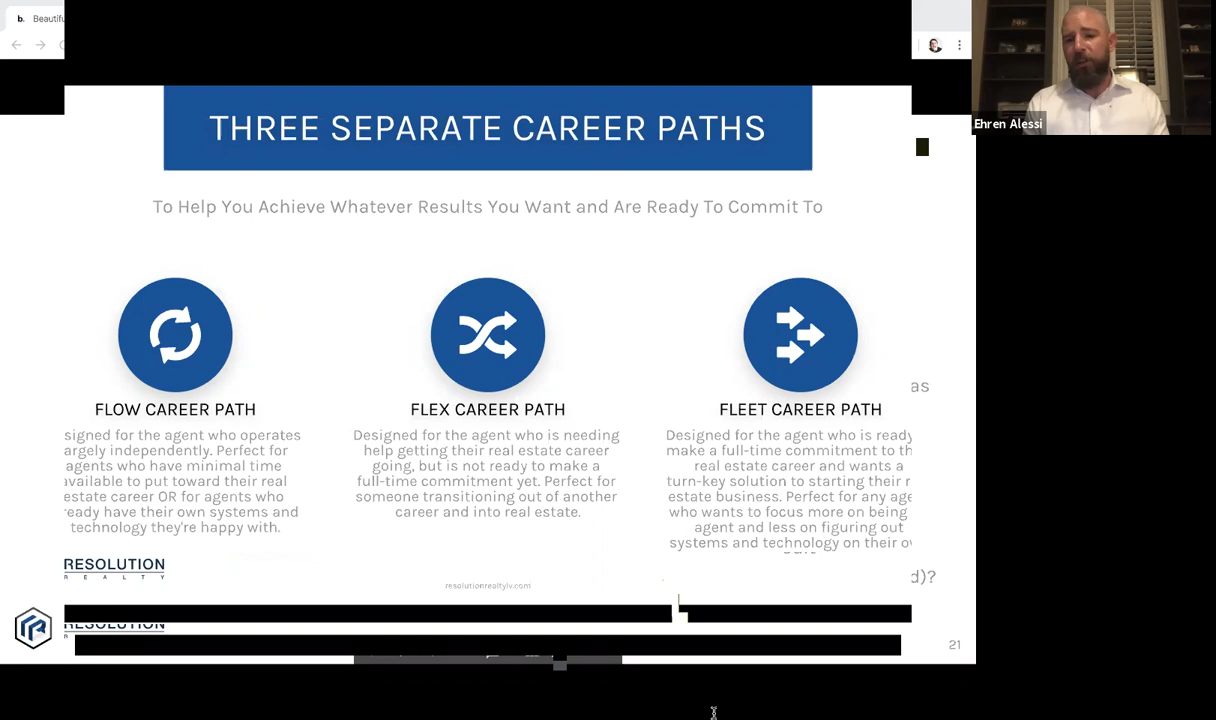 b. Beautifu
Ehren Alessi
THREE SEPARATE CAREER PATHS
To Help You Achieve Whatever Results You Want and Are Ready To Commit To
FLOW CAREER PATH
signed for the agent who operates
argely independently. Perfect for
agents who have minimal time
available to put toward their real
estate career OR for agents who
ready have their own systems and
technology they're happy with.
FLEX CAREER PATH
Designed for the agent who is needing
help getting their real estate career
going, but is not ready to make a
full-time commitment yet. Perfect for
someone transitioning out of another
career and into real estate.
FLEET CAREER PATH
Designed for the agent who is ready
make a full-time commitment to th
real estate career and wants a
turn-key solution to starting their r
estate business. Perfect for any age
who wants to focus more on being
agent and less on figuring out
systems and technology on their ow
as
d)?
RESOLUTION
REALTY
resolutionrealtylv.com
RESOLUTION
21